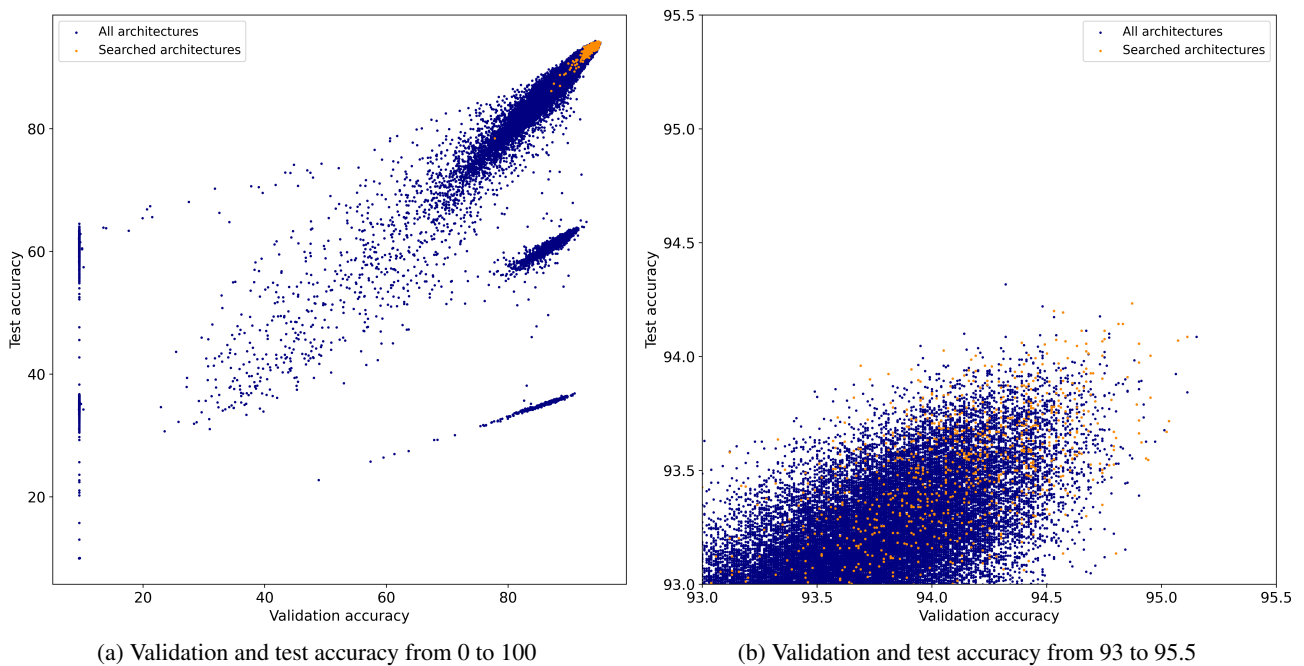 All architectures
Searched architectures
80
60
40
20
Test accuracy
20
40
60
80
Validation accuracy
(a) Validation and test accuracy from 0 to 100
95.5
95.0
94.5
94.0
93.5
93.0
Test accuracy
All architectures
Searched architectures
93.0
93.5
94.0
94.5
95.0
95.5
Validation accuracy
(b) Validation and test accuracy from 93 to 95.5